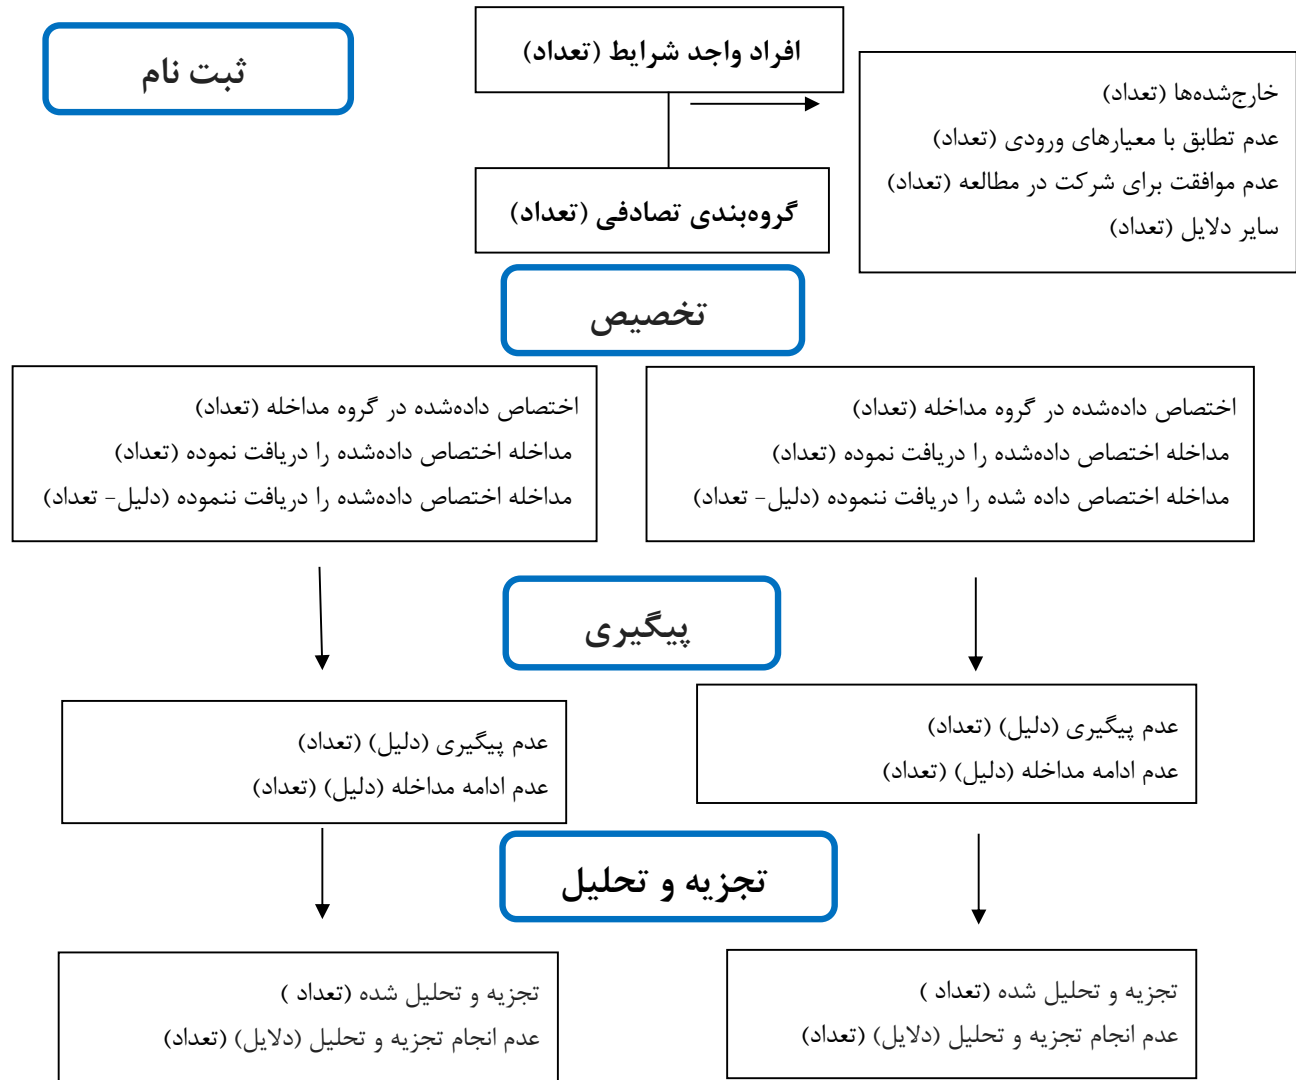 ثبت نام
افراد واجد شرایط (تعداد)
خارج‌شده‌ها (تعداد)
عدم تطابق با معیارهای ورودی (تعداد)
عدم موافقت برای شرکت در مطالعه (تعداد)
سایر دلایل (تعداد)
گروه‌بندی تصادفی (تعداد)
تخصیص
اختصاص داده‌شده در گروه مداخله (تعداد)
مداخله اختصاص داده‌شده را دریافت نموده (تعداد)
مداخله اختصاص داده شده را دریافت ننموده (دلیل- تعداد)
اختصاص داده‌شده در گروه مداخله (تعداد)
مداخله اختصاص داده‌شده را دریافت نموده (تعداد)
مداخله اختصاص داده‌شده را دریافت ننموده (دلیل- تعداد)
پیگیری
عدم پیگیری (دلیل) (تعداد)
عدم ادامه مداخله (دلیل) (تعداد)
عدم پیگیری (دلیل) (تعداد)
عدم ادامه مداخله (دلیل) (تعداد)
تجزیه و تحلیل
تجزیه و تحلیل شده (تعداد )
عدم انجام تجزیه و تحلیل (دلایل) (تعداد)
تجزیه و تحلیل شده (تعداد )
عدم انجام تجزیه و تحلیل (دلایل) (تعداد)